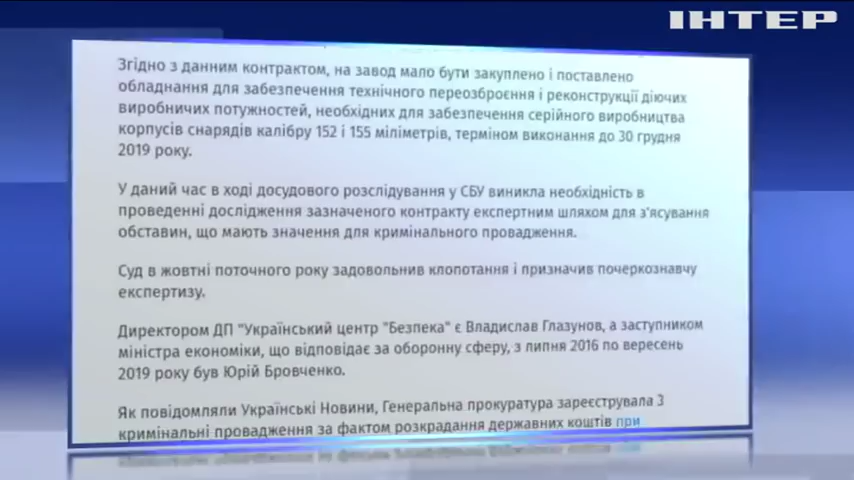 ІНТЕР
Згідно з данним контрактом, на завод мало бути закуплено і поставлено
обладнання для забезпечення технічного переозброєння і реконструкції діючих
виробничих потужностей, необхідних для забезпечення серійного виробництва
корпусів снарядів калібру 152 і 155 міліметрів, терміном виконання до 30 грудня
2019 року.
У даний час в ході досудового розслідування у СБУ виникла необхідність в
проведенні дослідження зазначеного контракту експертним шляхом для з'ясування
обставин, що мають значення для кримінального провадження.
Суд в жовтні поточного року задовольнив клопотання і призначив почеркознавчу
експертизу.
Директором ДП "Український центр "Безпека" є Владислав Глазунов, а заступником
міністра економіки, що відповідає за оборонну сферу, з липня 2016 по вересень
2019 року був Юрій Бровченко.
Як повідомляли Українські Новини, Генеральна прокуратура зареєструвала 3
кримінальні провадження за фактом розкрадання державних коштів при